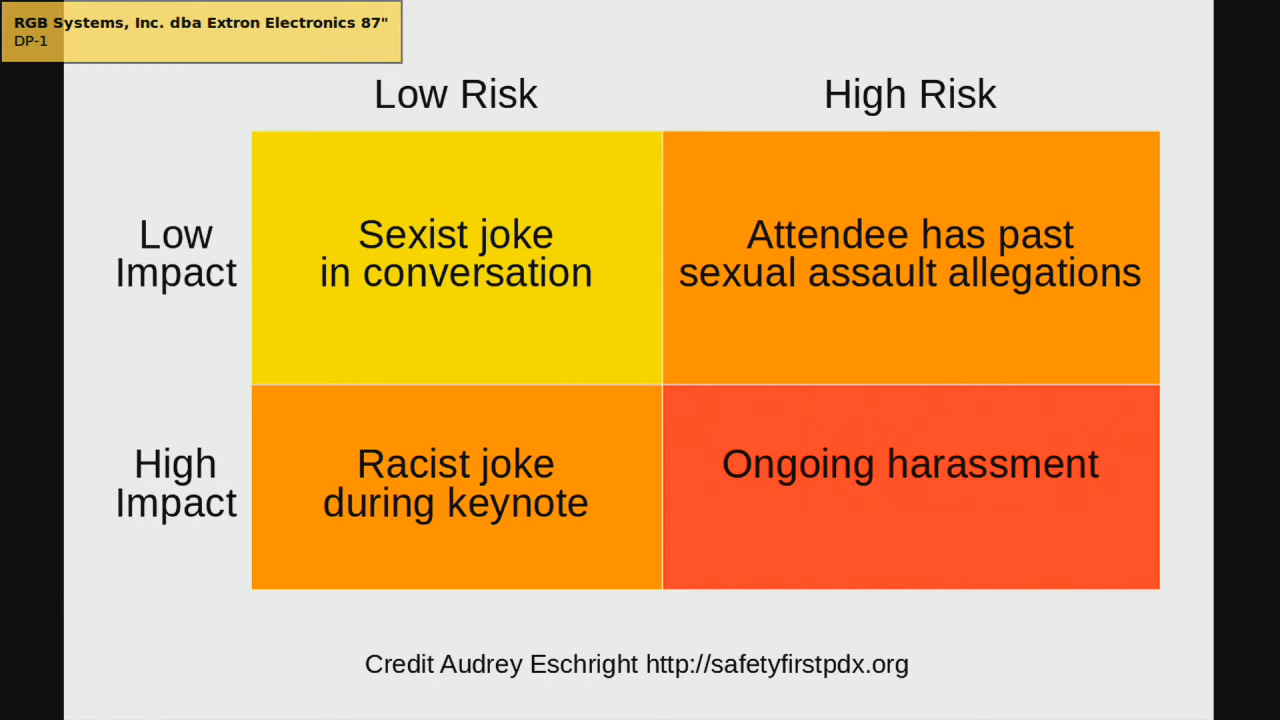 RGB Systems, Inc. dba Extron Electronics 87"
DP-1
Low Risk
High Risk
Low
Impact
Sexist joke
in conversation
Attendee has past
sexual assault allegations
High
Impact
Racist joke
during keynote
Ongoing harassment
Credit Audrey Eschright http://safetyfirstpdx.org